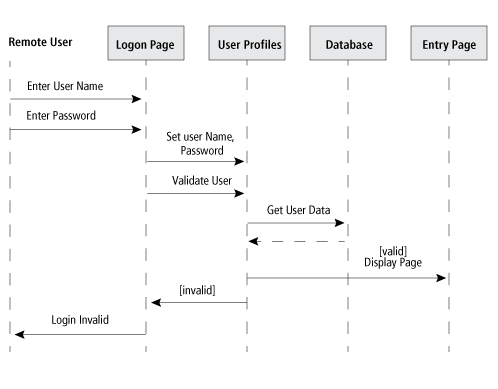 Remote User
Logon Page
User Profiles
Database
Entry Page
Enter User Name
Enter Password
Set user Name,
Password
Validate User
Get User Data
[valid]
Display Page
[invalid]
Login Invalid